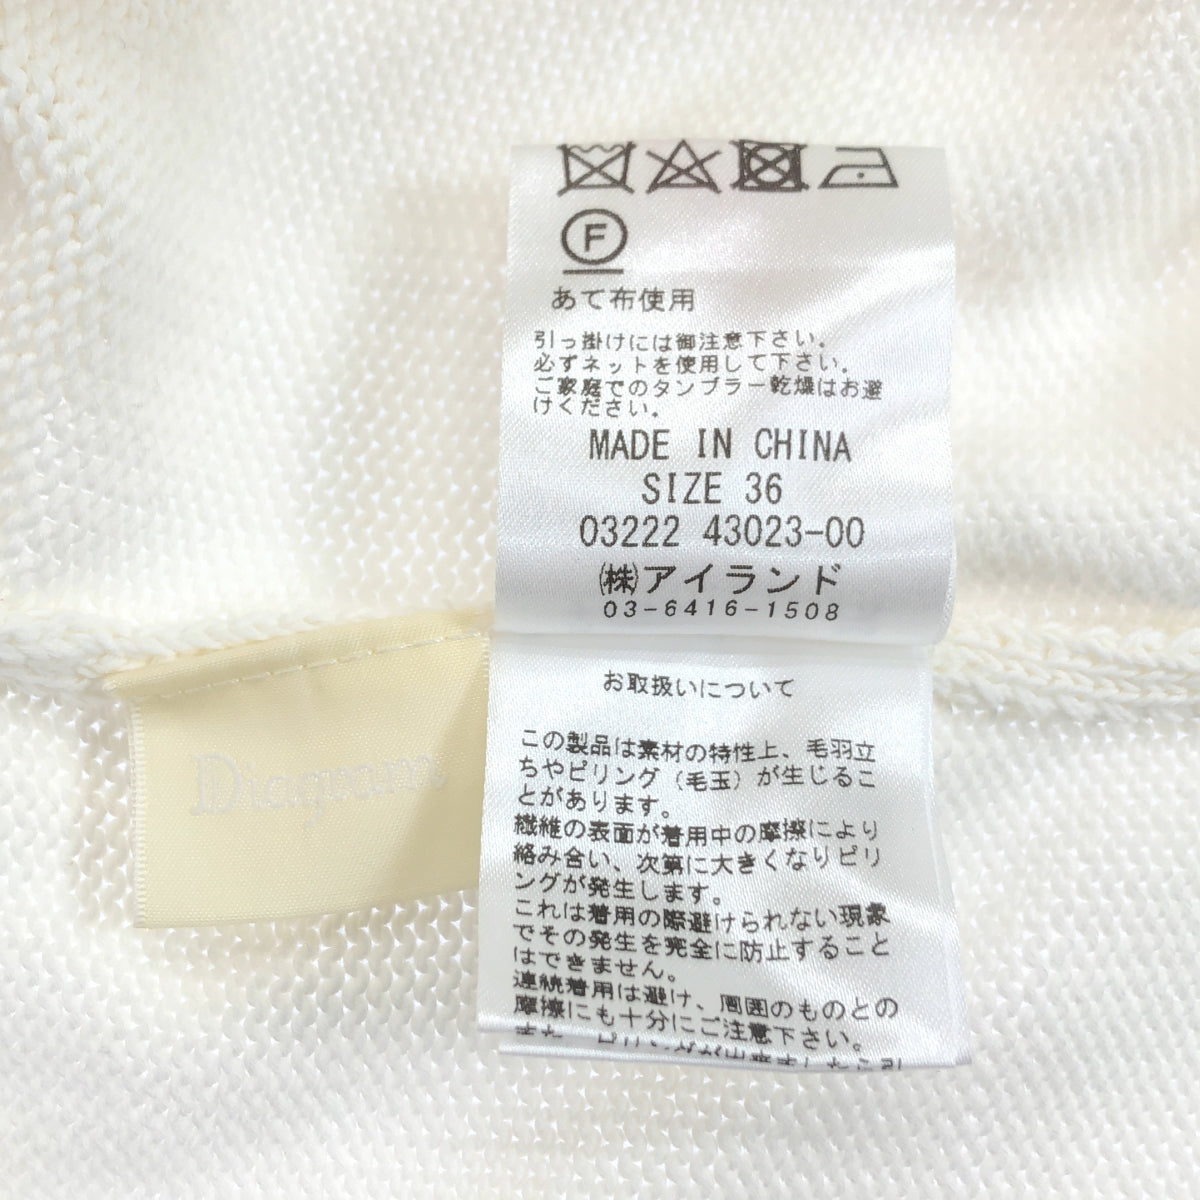 F
あて布使用
引っ掛けには御注意下さい。
必ずネットを使用して下さい。
ご家庭でのタンブラー乾燥はお避
けください。
MADE IN CHINA
SIZE 36
03222 43023-00
㈱アイランド
03-6416-1508
Diagram
お取扱いについて
この製品は素材の特性上、毛羽立
ちやピリング（毛玉）が生じるこ
とがあります。
繊維の表面が着用中の摩擦により
絡み合い、次第に大きくなりピリ
ングが発生します。
これは着用の際避けられない現象
でその発生を完全に防止すること
はできません。
連続着用は避け、周囲のものとの
摩擦にも十分にご注意下さい。